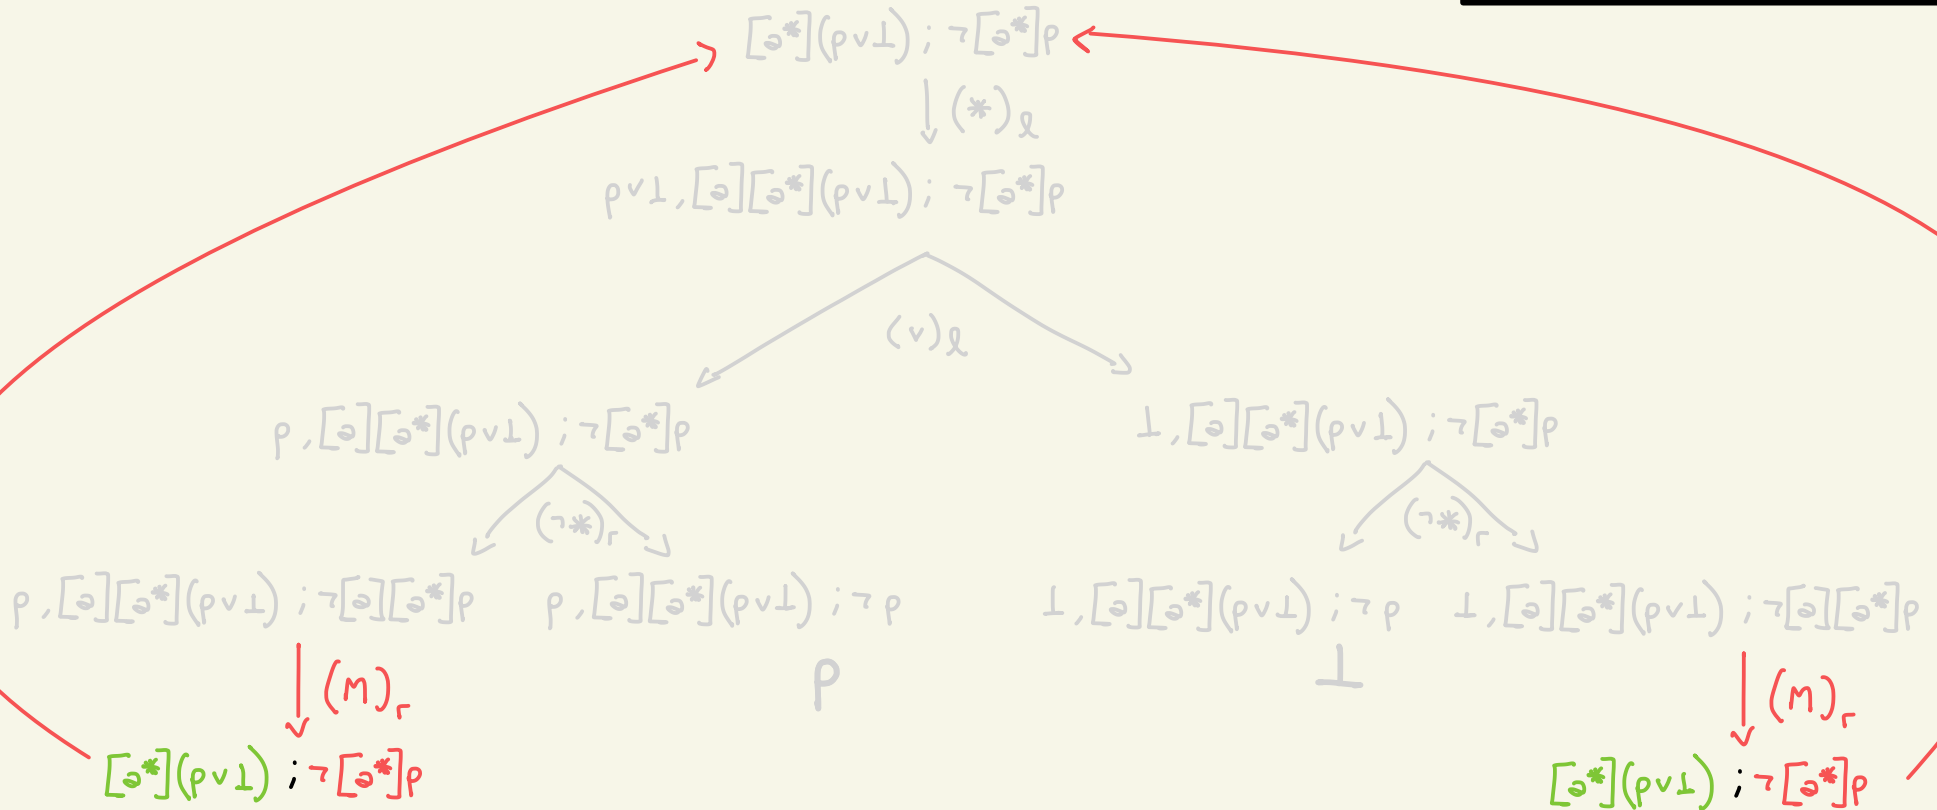 [a*](p∨⊥) ; ¬[a*]p
(*)ℓ
p∨⊥, [a][a*](p∨⊥) ; ¬[a*]p
(∨)ℓ
p, [a][a*](p∨⊥) ; ¬[a*]p ⊥, [a][a*](p∨⊥) ; ¬[a*]p
(¬*)r (¬*)r
p, [a][a*](p∨⊥) ; ¬[a][a*]p p, [a][a*](p∨⊥) ; ¬p ⊥, [a][a*](p∨⊥) ; ¬p ⊥, [a][a*](p∨⊥) ; ¬[a][a*]p
(M)r p ⊥ (M)r
[a*](p∨⊥) ; ¬[a*]p [a*](p∨⊥) ; ¬[a*]p